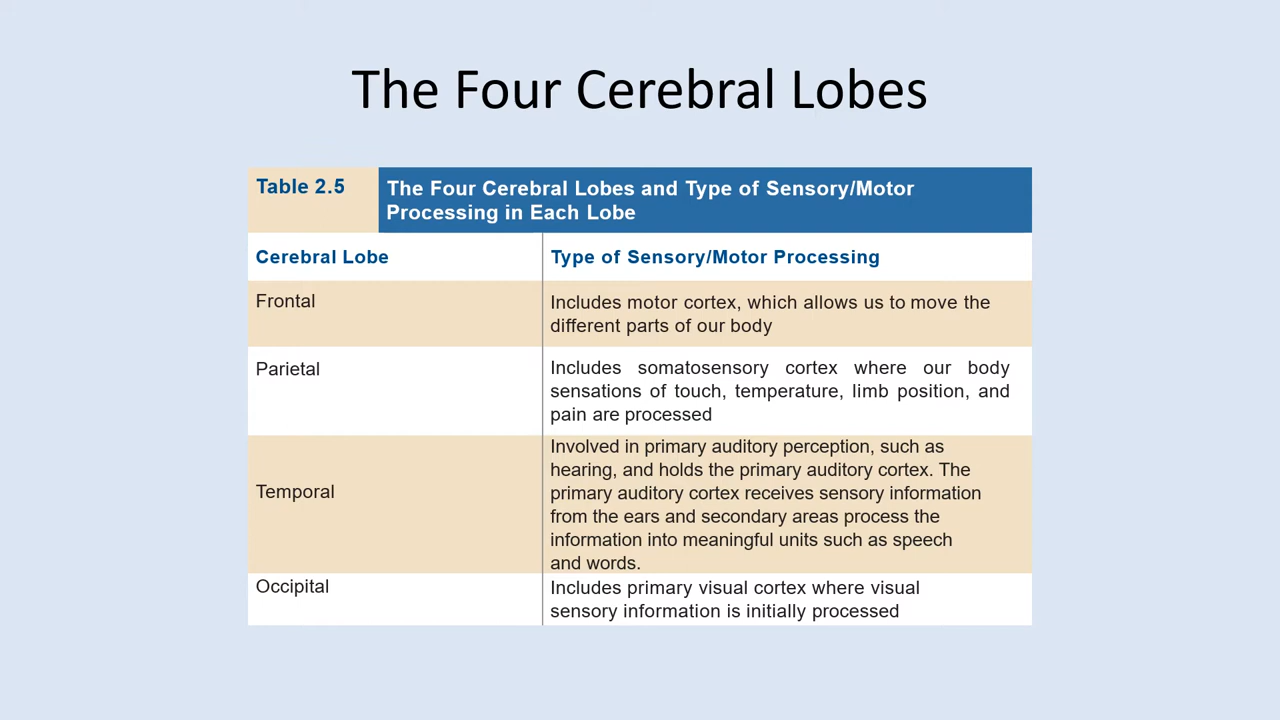 The Four Cerebral Lobes
Table 2.5
The Four Cerebral Lobes and Type of Sensory/Motor
Processing in Each Lobe
Cerebral Lobe
Type of Sensory/Motor Processing
Frontal
Includes motor cortex, which allows us to move the
different parts of our body
Parietal
Includes somatosensory cortex where our body
sensations of touch, temperature, limb position, and
pain are processed
Temporal
Involved in primary auditory perception, such as
hearing, and holds the primary auditory cortex. The
primary auditory cortex receives sensory information
from the ears and secondary areas process the
information into meaningful units such as speech
and words.
Occipital
Includes primary visual cortex where visual
sensory information is initially processed